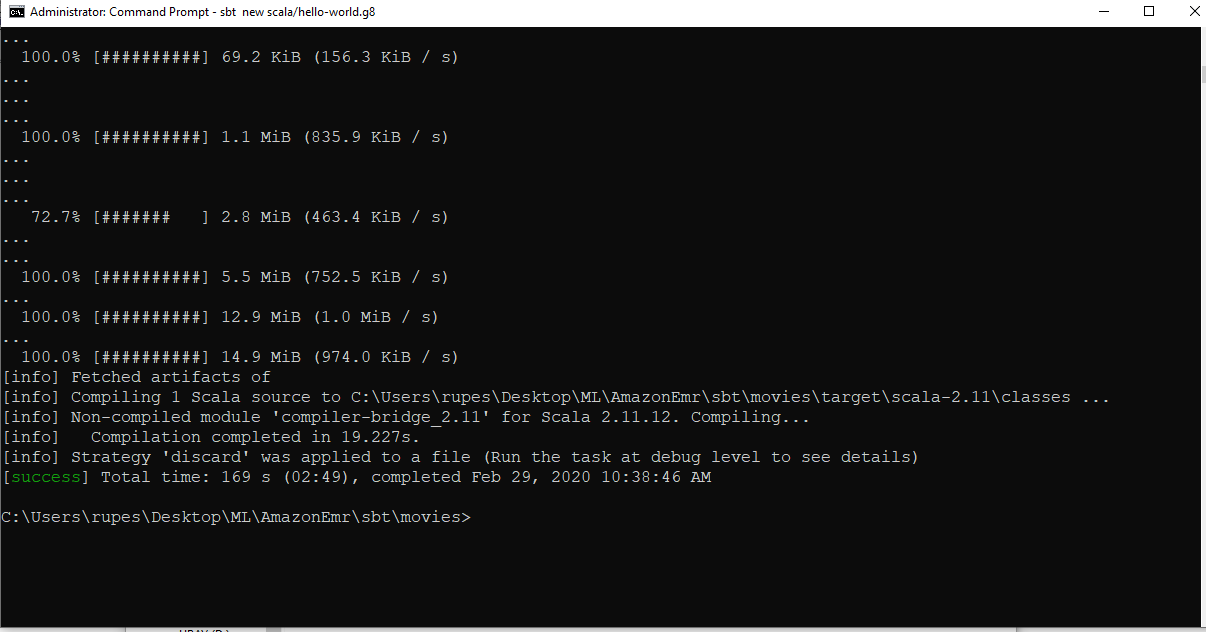 Administrator: Command Prompt - sbt new scala/hello-world.g8
...
100.0% [##########] 69.2 KiB (156.3 KiB / s)
...
...
...
100.0% [##########] 1.1 MiB (835.9 KiB / s)
...
...
...
72.7% [#######   ] 2.8 MiB (463.4 KiB / s)
...
...
100.0% [##########] 5.5 MiB (752.5 KiB / s)
...
100.0% [##########] 12.9 MiB (1.0 MiB / s)
...
100.0% [##########] 14.9 MiB (974.0 KiB / s)
[info] Fetched artifacts of
[info] Compiling 1 Scala source to C:\Users\rupes\Desktop\ML\AmazonEmr\sbt\movies\target\scala-2.11\classes ...
[info] Non-compiled module 'compiler-bridge_2.11' for Scala 2.11.12. Compiling...
[info]   Compilation completed in 19.227s.
[info] Strategy 'discard' was applied to a file (Run the task at debug level to see details)
[success] Total time: 169 s (02:49), completed Feb 29, 2020 10:38:46 AM
C:\Users\rupes\Desktop\ML\AmazonEmr\sbt\movies>